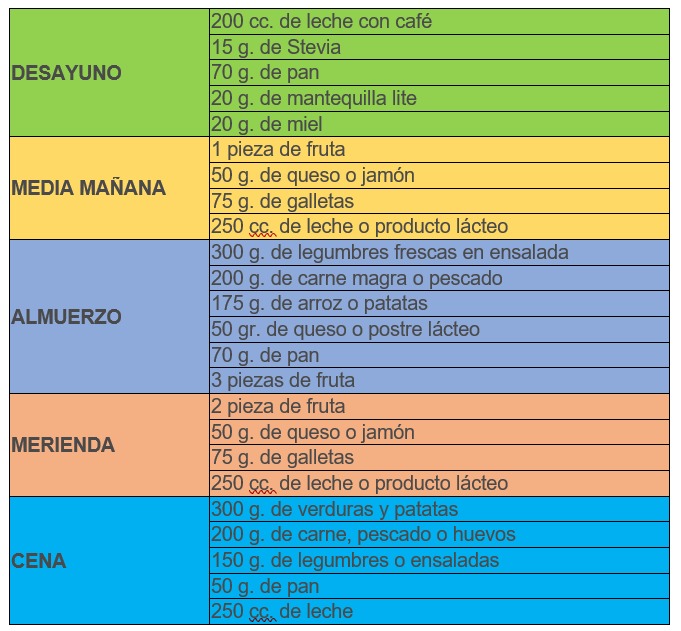 DESAYUNO
200 cc. de leche con café
15 g. de Stevia
70 g. de pan
20 g. de mantequilla lite
20 g. de miel
MEDIA MAÑANA
1 pieza de fruta
50 g. de queso o jamón
75 g. de galletas
250 cc. de leche o producto lácteo
ALMUERZO
300 g. de legumbres frescas en ensalada
200 g. de carne magra o pescado
175 g. de arroz o patatas
50 gr. de queso o postre lácteo
70 g. de pan
3 piezas de fruta
MERIENDA
2 pieza de fruta
50 g. de queso o jamón
75 g. de galletas
250 cc. de leche o producto lácteo
CENA
300 g. de verduras y patatas
200 g. de carne, pescado o huevos
150 g. de legumbres o ensaladas
50 g. de pan
250 cc. de leche